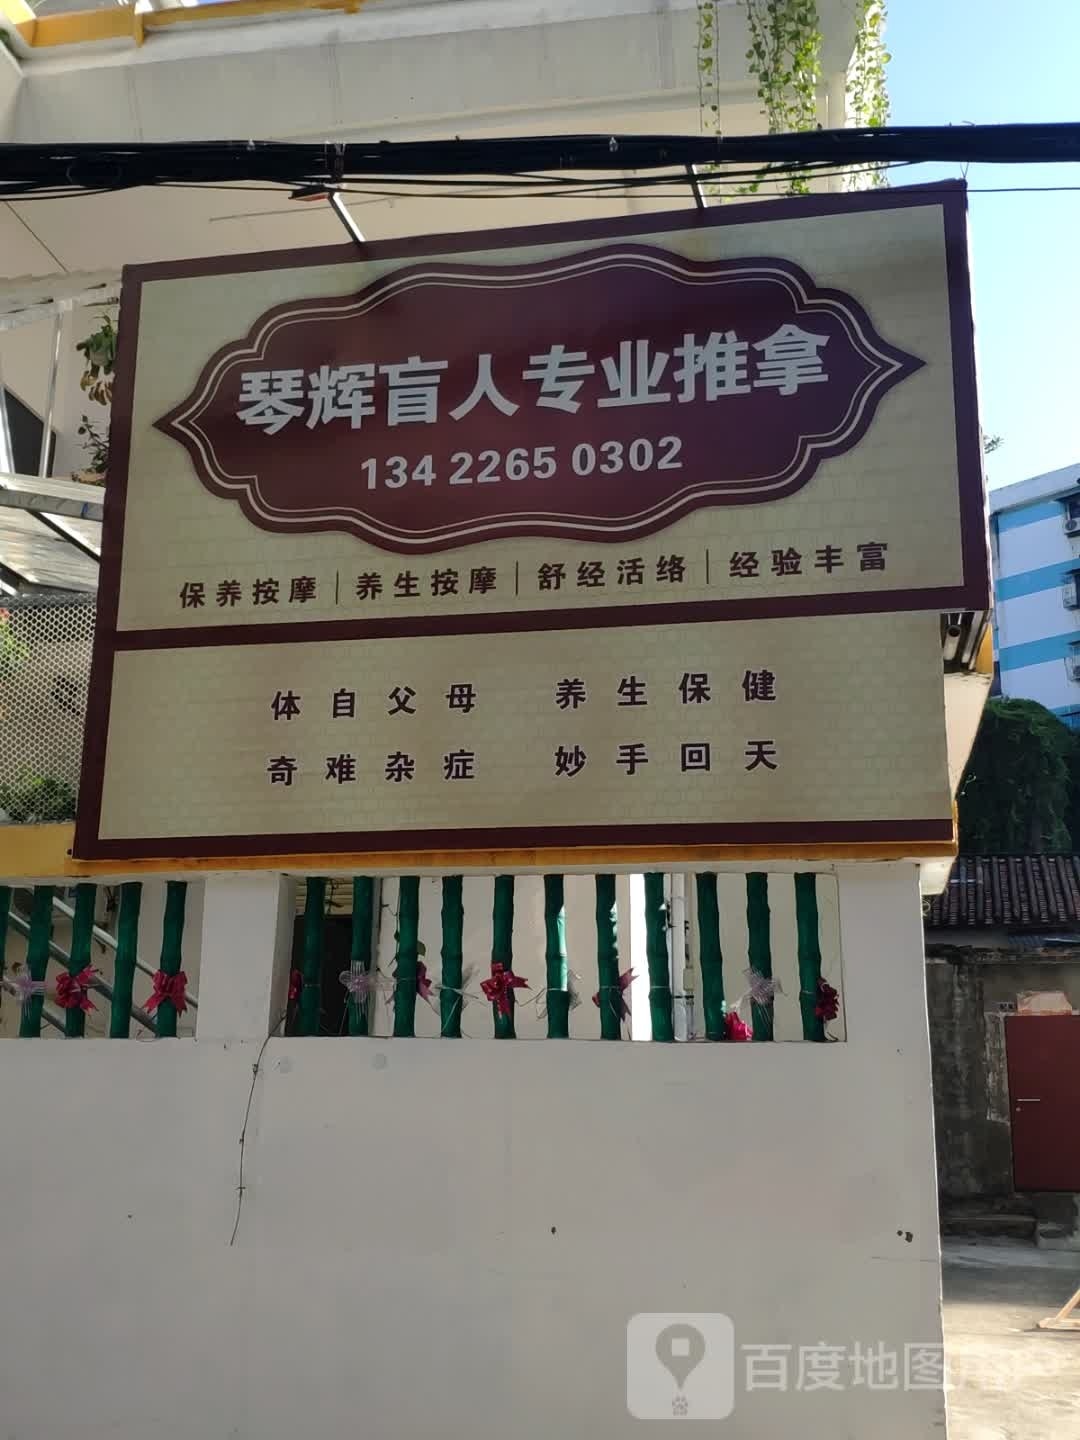 琴辉盲人专业推拿
134 2265 0302
保养按摩|养生按摩|舒经活络|经验丰富
体自父母 养生保健
奇难杂症 妙手回天
百度地图